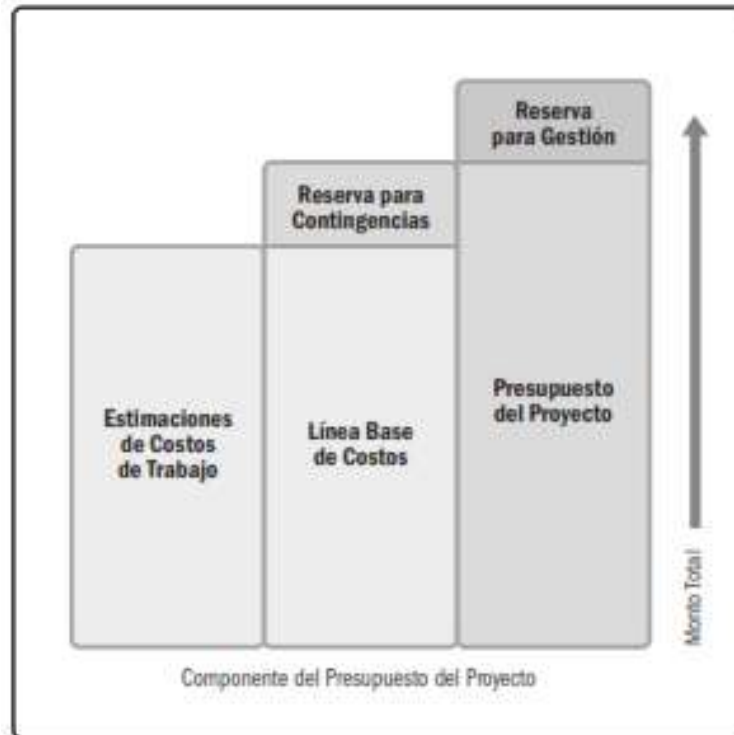 Reserva
para Gestión
Reserva para
Contingencias
Estimaciones
de Costos
de Trabajo
Línea Base
de Costos
Presupuesto
del Proyecto
Monto Total
Componente del Presupuesto del Proyecto